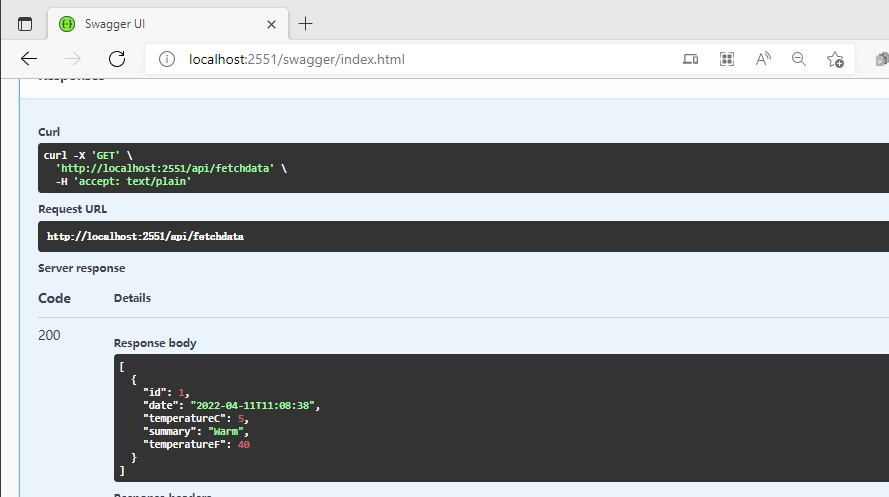 Swagger UI
localhost:2551/swagger/index.html
Responses
Curl
curl -X 'GET' \
'http://localhost:2551/api/fetchdata' \
-H 'accept: text/plain'
Request URL
http://localhost:2551/api/fetchdata
Server response
Code Details
200
Response body
[
{
"id": 1,
"date": "2022-04-11T11:08:38",
"temperatureC": 5,
"summary": "Warm",
"temperatureF": 40
}
]
Response headers